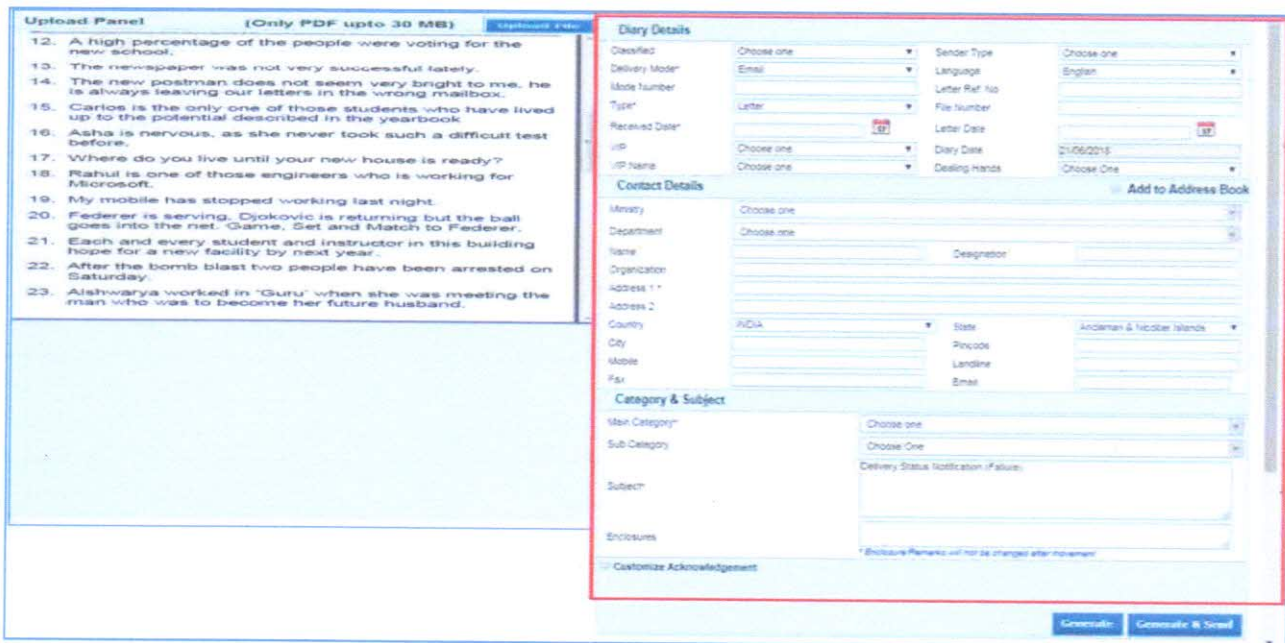 Upload Panel (Only PDF upto 30 MB) Upload File
12. A high percentage of the people were voting for the
new school.
13. The newspaper was not very successful lately.
14. The new postman does not seem very bright to me, he
is always leaving our letters in the wrong mailbox.
15. Carlos is the only one of those students who have lived
up to the potential described in the yearbook
16. Asha is nervous, as she never took such a difficult test
before.
17. Where do you live until your new house is ready?
18. Rahul is one of those engineers who is working for
Microsoft.
19. My mobile has stopped working last night.
20. Federer is serving, Djokovic is returning but the ball
goes into the net. Game, Set and Match to Federer.
21. Each and every student and instructor in this building
hope for a new facility by next year.
22. After the bomb blast two people have been arrested on
Saturday.
23. Aishwarya worked in 'Guru' when she was meeting the
man who was to become her future husband.
Diary Details
Classified Choose one Sender Type Choose one
Delivery Mode* Email Language English
Mode Number Letter Ref. No
Type* Letter File Number
Received Date* Letter Date
VIP Choose one Diary Date 21/06/2016
VIP Name Choose one Dealing Hands Choose One
Contact Details Add to Address Book
Ministry Choose one
Department Choose one
Name Designation
Organization
Address 1 *
Address 2
Country INDIA State Andaman & Nicobar Islands
City Pincode
Mobile Landline
Fax Email
Category & Subject
Main Category* Choose one
Sub Category Choose One
Subject* Delivery Status Notification (Failure)
Enclosures
* Enclosure Remarks will not be changed after movement
Customize Acknowledgement
Generate Generate & Send